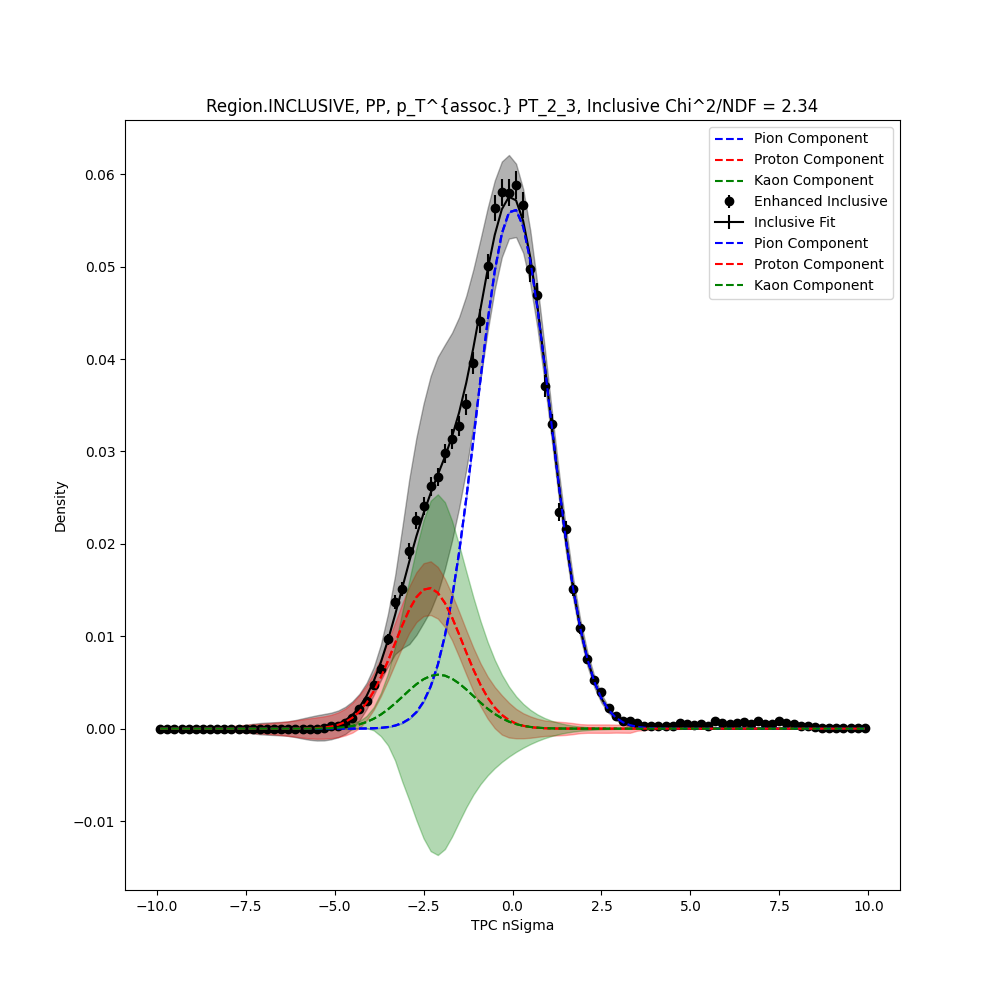 Region.INCLUSIVE, PP, p_T^{assoc.} PT_2_3, Inclusive Chi^2/NDF = 2.34
Pion Component
Proton Component
Kaon Component
Enhanced Inclusive
Inclusive Fit
Pion Component
Proton Component
Kaon Component
0.06
0.05
0.04
0.03
0.02
0.01
0.00
−0.01
Density
−10.0 −7.5 −5.0 −2.5 0.0 2.5 5.0 7.5 10.0
TPC nSigma